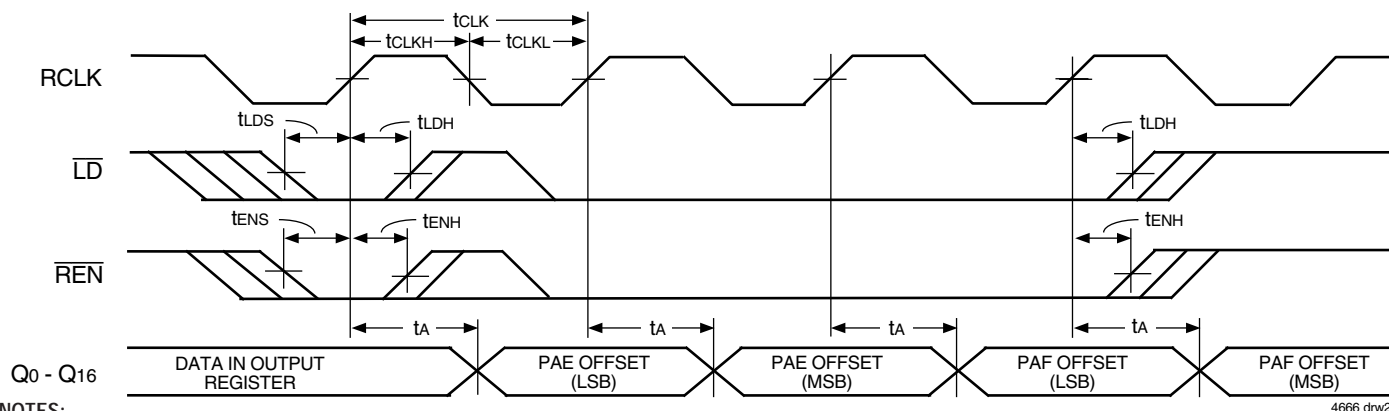 tCLK
tCLKH tCLKL
RCLK
tLDS tLDH tLDH
LD
tENS tENH tENH
REN
tA tA tA tA
Q0 - Q16
DATA IN OUTPUT
REGISTER
PAE OFFSET
(LSB)
PAE OFFSET
(MSB)
PAF OFFSET
(LSB)
PAF OFFSET
(MSB)
NOTES:
4666 drw2